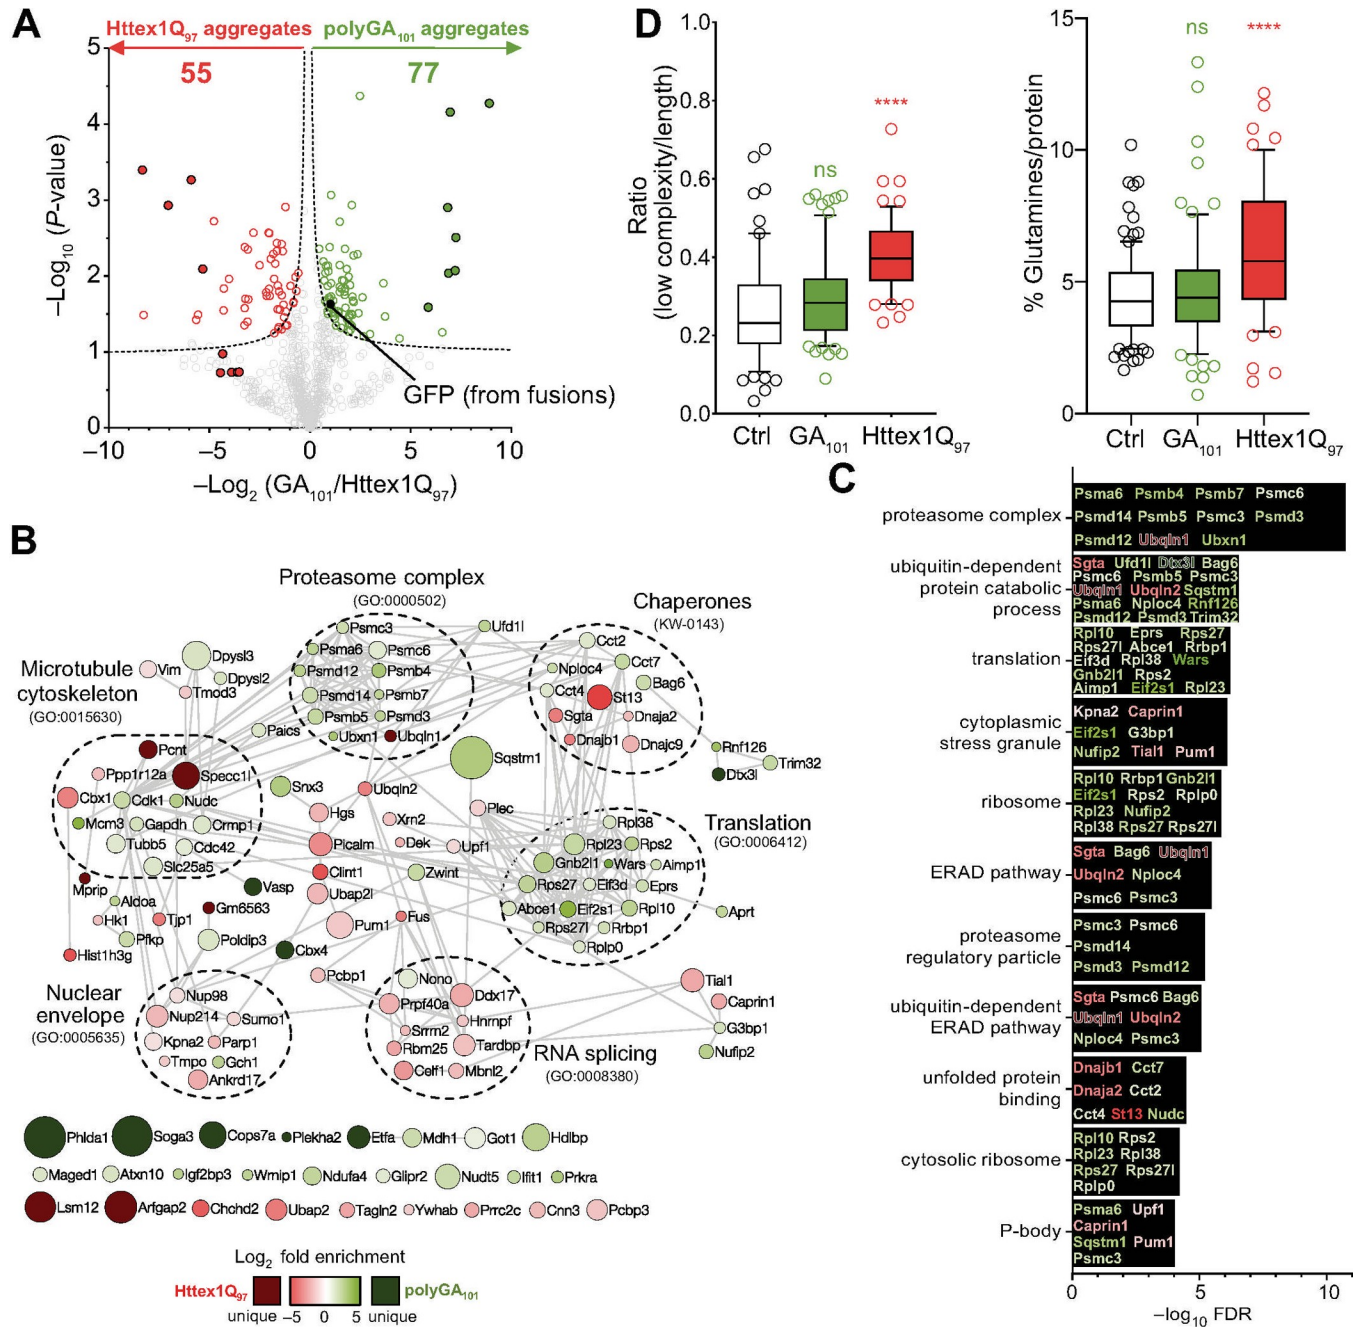 A
Httex1Q97 aggregates
polyGA101 aggregates
55
77
5
4
3
2
1
0
–Log10 (P-value)
GFP (from fusions)
–10
–5
0
5
10
–Log2 (GA101/Httex1Q97)
D
1.0
0.8
0.6
0.4
0.2
0.0
Ratio
(low complexity/length)
ns
****
Ctrl
GA101
Httex1Q97
15
10
5
0
% Glutamines/protein
ns
****
Ctrl
GA101
Httex1Q97
B
Proteasome complex
(GO:0000502)
Psmc3
Psma6
Psmc6
Psmd12
Psmb4
Psmd14
Psmb7
Psmb5
Psmd3
Ubxn1
Ubqln1
Ufd1l
Chaperones
(KW-0143)
Cct2
Nploc4
Cct7
Cct4
St13
Bag6
Sgta
Dnaja2
Dnajb1
Dnajc9
Rnf126
Trim32
Dtx3l
Microtubule
cytoskeleton
(GO:0015630)
Vim
Dpysl3
Dpysl2
Tmod3
Paics
Pcnt
Ppp1r12a
Specc1l
Cbx1
Cdk1
Nudc
Mcm3
Gapdh
Crmp1
Tubb5
Cdc42
Slc25a5
Mprip
Aldoa
Hk1
Tjp1
Pfkp
Hist1h3g
Vasp
Gm6563
Poldip3
Cbx4
Snx3
Hgs
Picalm
Clint1
Ubap2l
Pum1
Pcbp1
Ubqln2
Xrn2
Dek
Upf1
Zwint
Fus
Sqstm1
Plec
Translation
(GO:0006412)
Rpl38
Rpl23
Rps2
Gnb2l1
Wars
Aimp1
Rps27
Eif3d
Eprs
Abce1
Eif2s1
Rpl10
Rps27l
Rrbp1
Rplp0
Aprt
Nuclear
envelope
(GO:0005635)
Nup98
Nup214
Sumo1
Kpna2
Parp1
Tmpo
Gch1
Ankrd17
Nono
Prpf40a
Ddx17
Srrm2
Hnrnpf
Rbm25
Tardbp
Celf1
Mbnl2
RNA splicing
(GO:0008380)
Tial1
Caprin1
G3bp1
Nufip2
Phlda1 Soga3 Cops7a Plekha2 Etfa Mdh1 Got1 Hdlbp
Maged1 Atxn10 Igf2bp3 Wrnip1 Ndufa4 Glipr2 Nudt5 Ifit1 Prkra
Lsm12 Arfgap2 Chchd2 Ubap2 Tagln2 Ywhab Prrc2c Cnn3 Pcbp3
Log2 fold enrichment
Httex1Q97
polyGA101
unique
–5
0
5
unique
C
proteasome complex
Psma6 Psmb4 Psmb7 Psmc6
Psmd14 Psmb5 Psmc3 Psmd3
Psmd12 Ubqln1 Ubxn1
ubiquitin-dependent
protein catabolic
process
Sgta Ufd1l Dtx3l Bag6
Psmc6 Psmb5 Psmc3
Ubqln1 Ubqln2 Sqstm1
Psma6 Nploc4 Rnf126
Psmd12 Psmd3 Trim32
translation
Rpl10 Eprs Rps27
Rps27l Abce1 Rrbp1
Eif3d Rpl38 Wars
Gnb2l1 Rps2
Aimp1 Eif2s1 Rpl23
cytoplasmic
stress granule
Kpna2 Caprin1
Eif2s1 G3bp1
Nufip2 Tial1 Pum1
ribosome
Rpl10 Rrbp1 Gnb2l1
Eif2s1 Rps2 Rplp0
Rpl23 Nufip2
Rpl38 Rps27 Rps27l
ERAD pathway
Sgta Bag6 Ubqln1
Ubqln2 Nploc4
Psmc6 Psmc3
proteasome
regulatory particle
Psmc3 Psmc6
Psmd14
Psmd3 Psmd12
ubiquitin-dependent
ERAD pathway
Sgta Psmc6 Bag6
Ubqln1 Ubqln2
Nploc4 Psmc3
unfolded protein
binding
Dnajb1 Cct7
Dnaja2 Cct2
Cct4 St13 Nudc
cytosolic ribosome
Rpl10 Rps2
Rpl23 Rpl38
Rps27 Rps27l
Rplp0
P-body
Psma6 Upf1
Caprin1
Sqstm1 Pum1
Psmc3
0
5
10
–log10 FDR